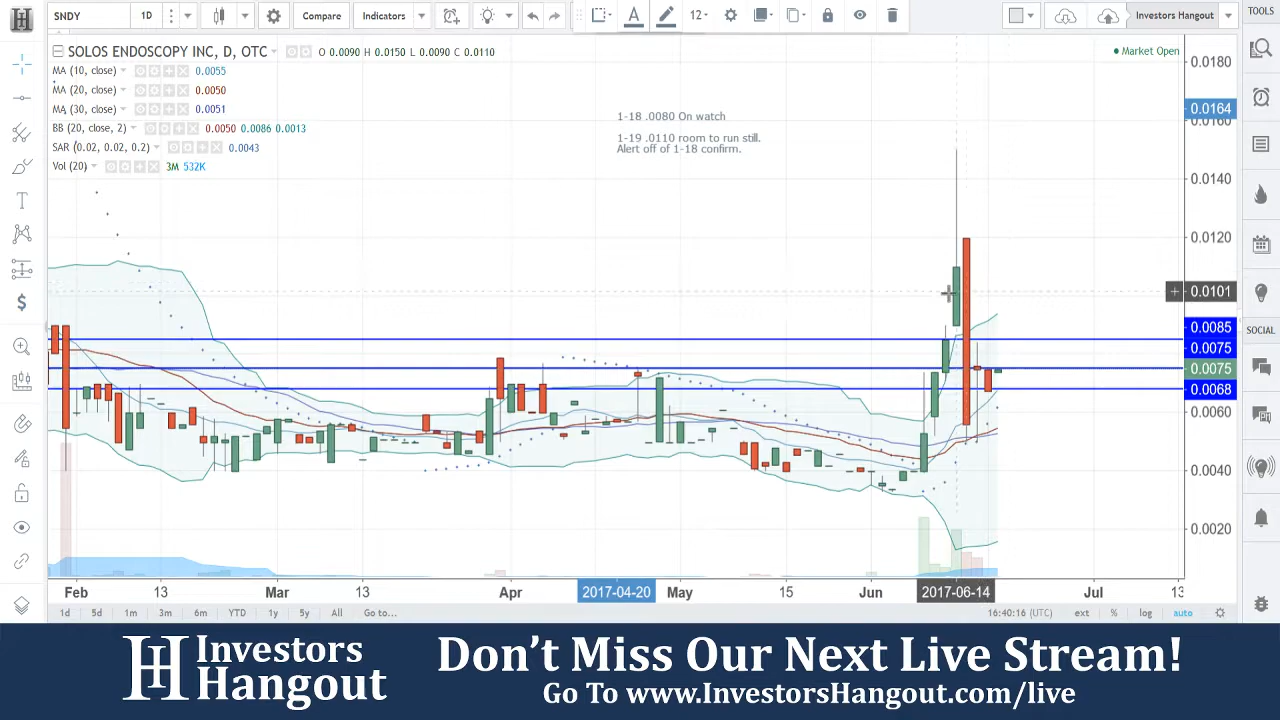 SNDY 1D Compare Indicators 12 Investors Hangout TOOLS
SOLOS ENDOSCOPY INC, D, OTC O 0.0090 H 0.0150 L 0.0090 C 0.0110
Market Open
MA (10, close) 0.0055
MA (20, close) 0.0050
MA (30, close) 0.0051
BB (20, close, 2) 0.0050 0.0086 0.0013
SAR (0.02, 0.02, 0.2) 0.0043
Vol (20) 3M 532K
1-18 .0080 On watch
1-19 .0110 room to run still.
Alert off of 1-18 confirm.
0.0180
0.0164
0.0160
0.0140
0.0120
0.0101
0.0085
SOCIAL
0.0075
0.0075
0.0068
0.0060
0.0040
0.0020
Feb 13 Mar 13 Apr 2017-04-20 May 15 Jun 2017-06-14 Jul 13
1d 5d 1m 3m 6m YTD 1y 5y All Go to... 16:40:16 (UTC) ext % log auto
Investors
Hangout
Don't Miss Our Next Live Stream!
Go To www.InvestorsHangout.com/live